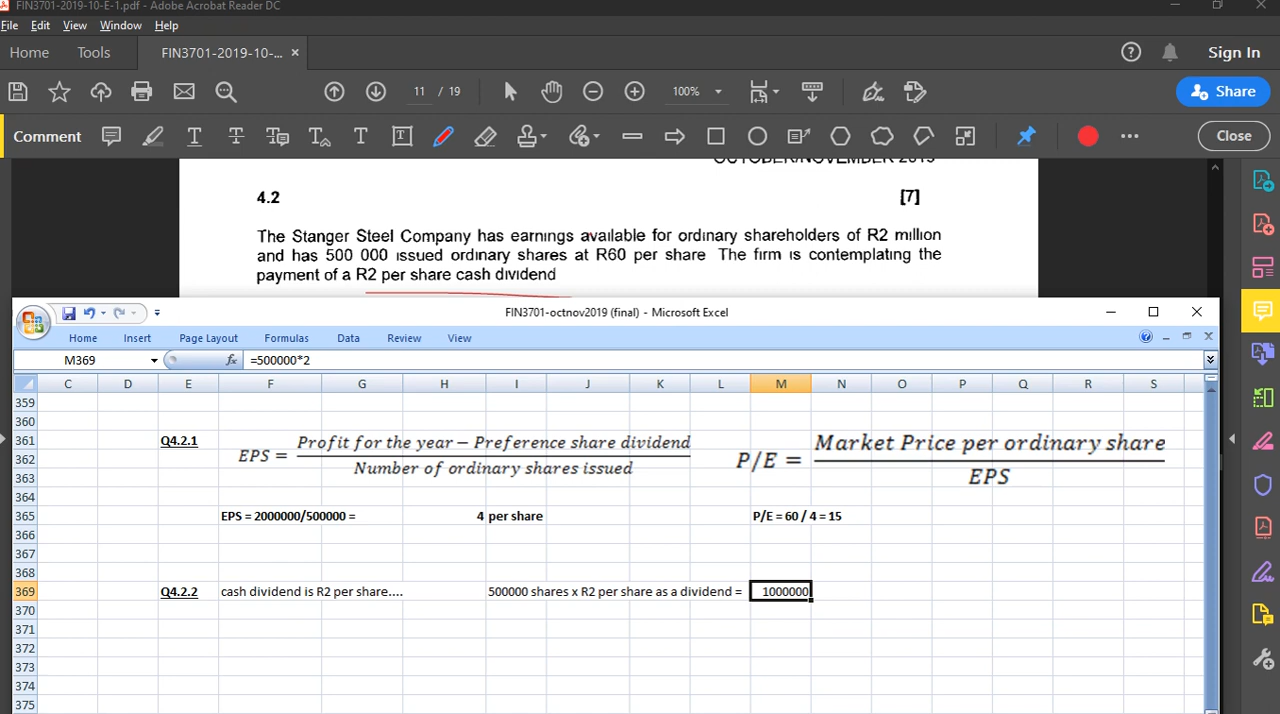 FIN3701-2019-10-E-1.pdf - Adobe Acrobat Reader DC
File Edit View Window Help
Home Tools FIN3701-2019-10-... × Sign In
11 / 19 100% Share
Comment Close
OCTOBER/NOVEMBER 2019
4.2 [7]
The Stanger Steel Company has earnings available for ordinary shareholders of R2 million
and has 500 000 issued ordinary shares at R60 per share The firm is contemplating the
payment of a R2 per share cash dividend
FIN3701-octnov2019 (final) - Microsoft Excel
Home Insert Page Layout Formulas Data Review View
M369 fx =500000*2
C D E F G H I J K L M N O P Q R S
359
360
361 Q4.2.1 EPS = Profit for the year − Preference share dividend / Number of ordinary shares issued P/E = Market Price per ordinary share / EPS
362
363
364
365 EPS = 2000000/500000 = 4 per share P/E = 60 / 4 = 15
366
367
368
369 Q4.2.2 cash dividend is R2 per share.... 500000 shares x R2 per share as a dividend = 1000000
370
371
372
373
374
375